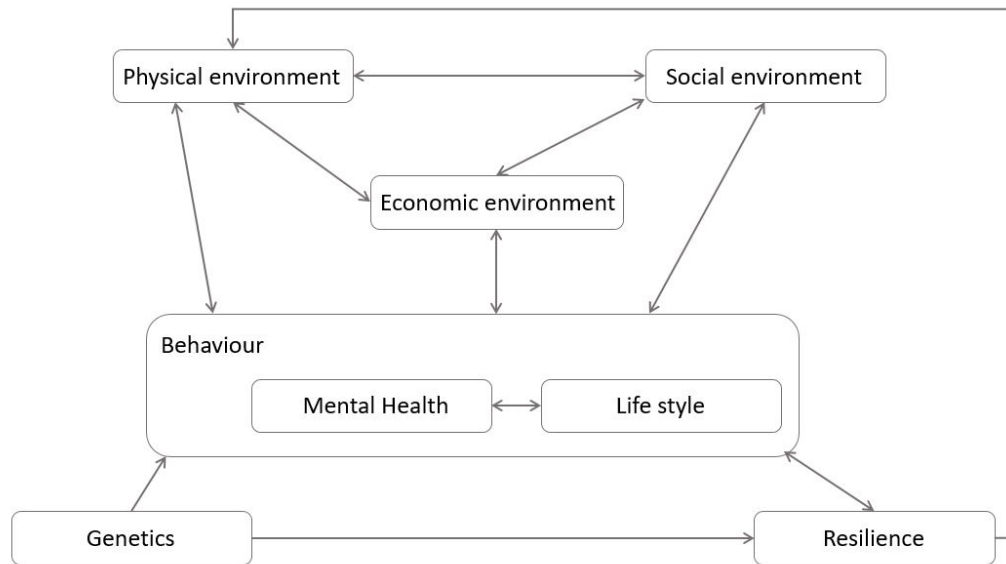 Physical environment
Social environment
Economic environment
Behaviour
Mental Health
Life style
Genetics
Resilience